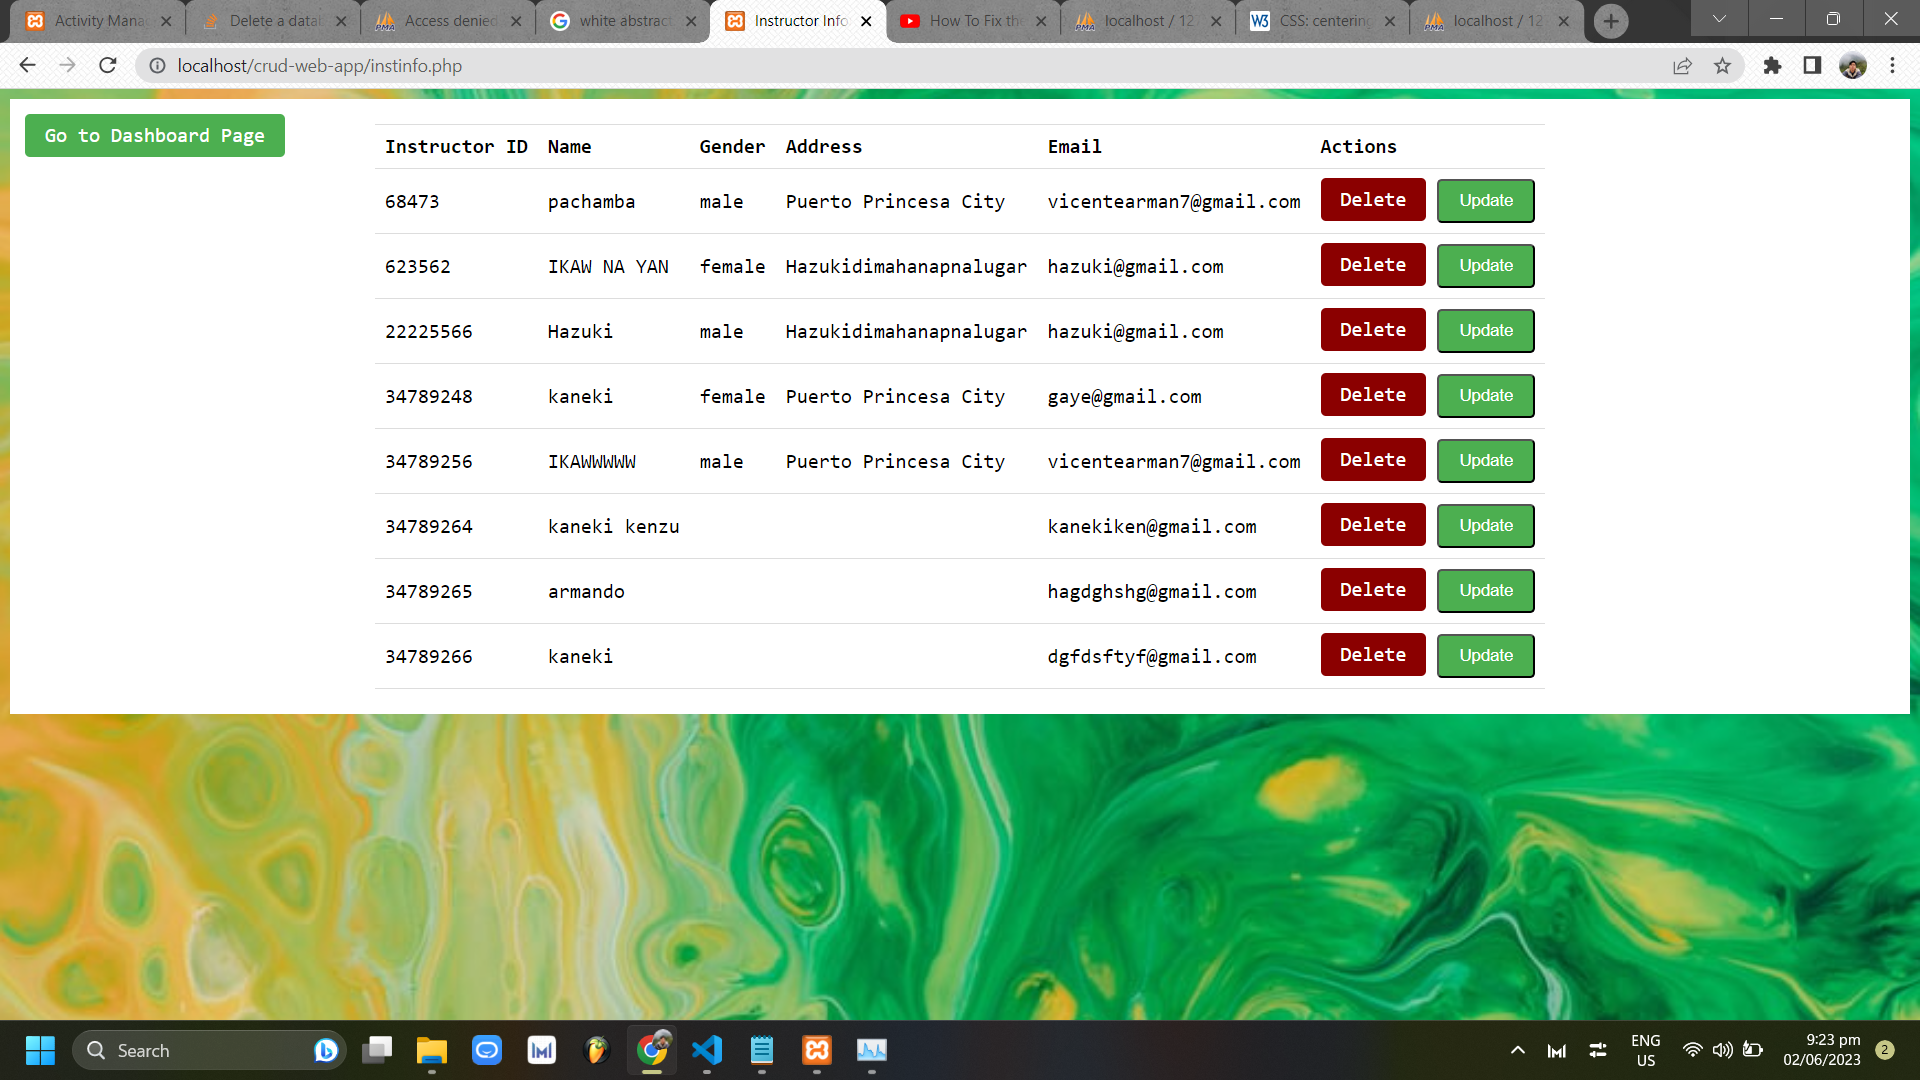 Activity Mana
Delete a datab
Access denied
white abstract
Instructor Info
How To Fix the
localhost / 127
CSS: centering
localhost / 127
localhost/crud-web-app/instinfo.php
Go to Dashboard Page
Instructor ID Name Gender Address Email Actions
68473 pachamba male Puerto Princesa City vicentearman7@gmail.com Delete Update
623562 IKAW NA YAN female Hazukidimahanapnalugar hazuki@gmail.com Delete Update
22225566 Hazuki male Hazukidimahanapnalugar hazuki@gmail.com Delete Update
34789248 kaneki female Puerto Princesa City gaye@gmail.com Delete Update
34789256 IKAWWWWW male Puerto Princesa City vicentearman7@gmail.com Delete Update
34789264 kaneki kenzu kanekiken@gmail.com Delete Update
34789265 armando hagdghshg@gmail.com Delete Update
34789266 kaneki dgfdsftyf@gmail.com Delete Update
Search
ENG
US
9:23 pm
02/06/2023
2